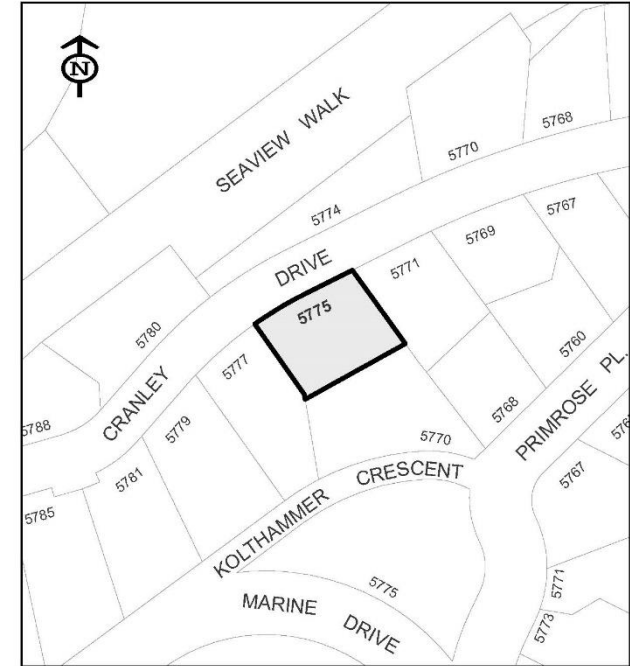 N
SEAVIEW WALK
5768
5770
5774
5767
5769
DRIVE
5771
5775
5780
5777
5760
PRIMROSE PL.
5768
CRANLEY
5788
5779
5770
5781
CRESCENT
5767
5785
KOLTHAMMER
5775
5771
MARINE DRIVE
5773